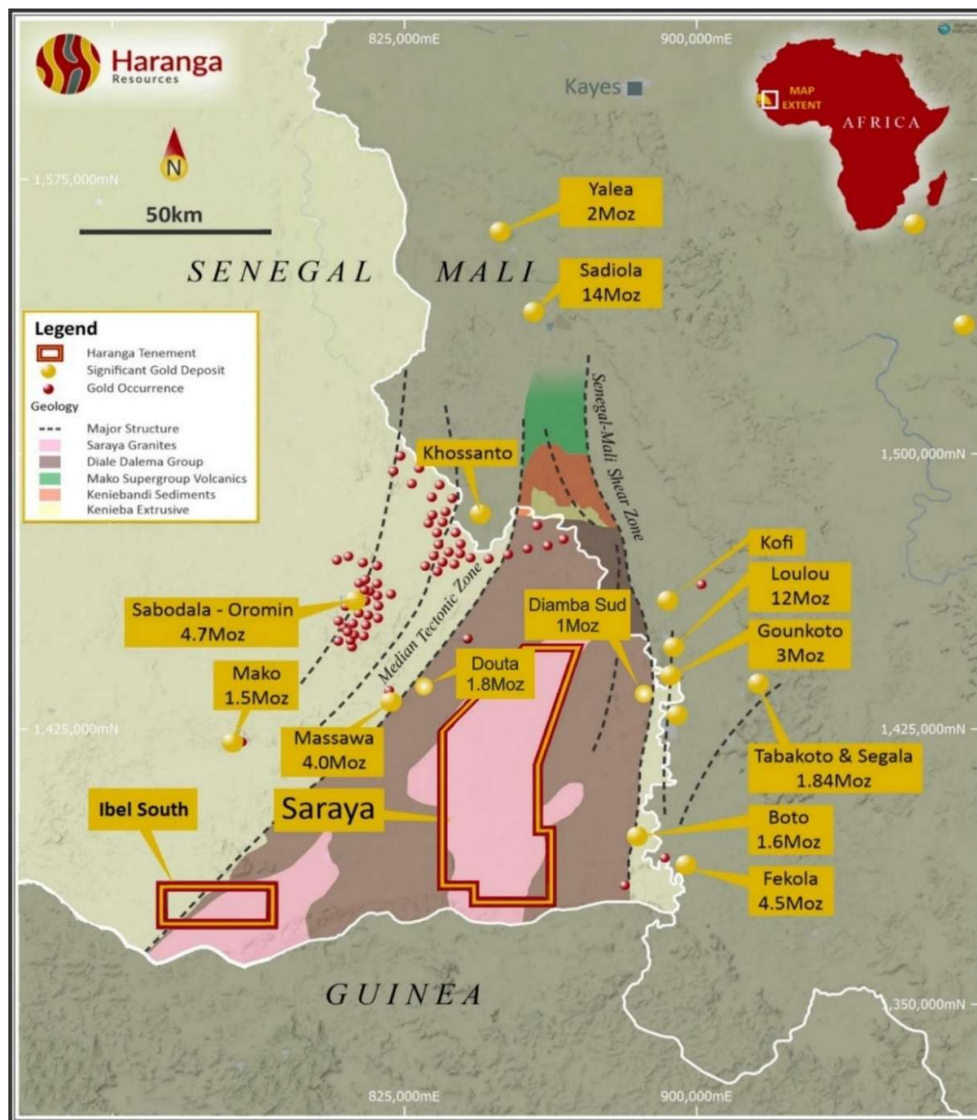 825,000mE
900,000mE
Haranga
Resources
Kayes
MAP
EXTENT
AFRICA
N
1,575,000mN
50km
Yalea
2Moz
SENEGAL
MALI
Sadiola
14Moz
Legend
Haranga Tenement
Significant Gold Deposit
Gold Occurrence
Geology
Major Structure
Saraya Granites
Diale Dalema Group
Mako Supergroup Volcanics
Keniebandi Sediments
Kenieba Extrusive
Senegal-Mali Shear Zone
Khossanto
1,500,000mN
Kofi
Loulou
12Moz
Median Tectonic Zone
Sabodala - Oromin
4.7Moz
Diamba Sud
1Moz
Gounkoto
3Moz
Mako
1.5Moz
Douta
1.8Moz
1,425,000mN
1,425,000mN
Massawa
4.0Moz
Tabakoto & Segala
1.84Moz
Ibel South
Saraya
Boto
1.6Moz
Fekola
4.5Moz
GUINEA
1,350,000mN
825,000mE
900,000mE